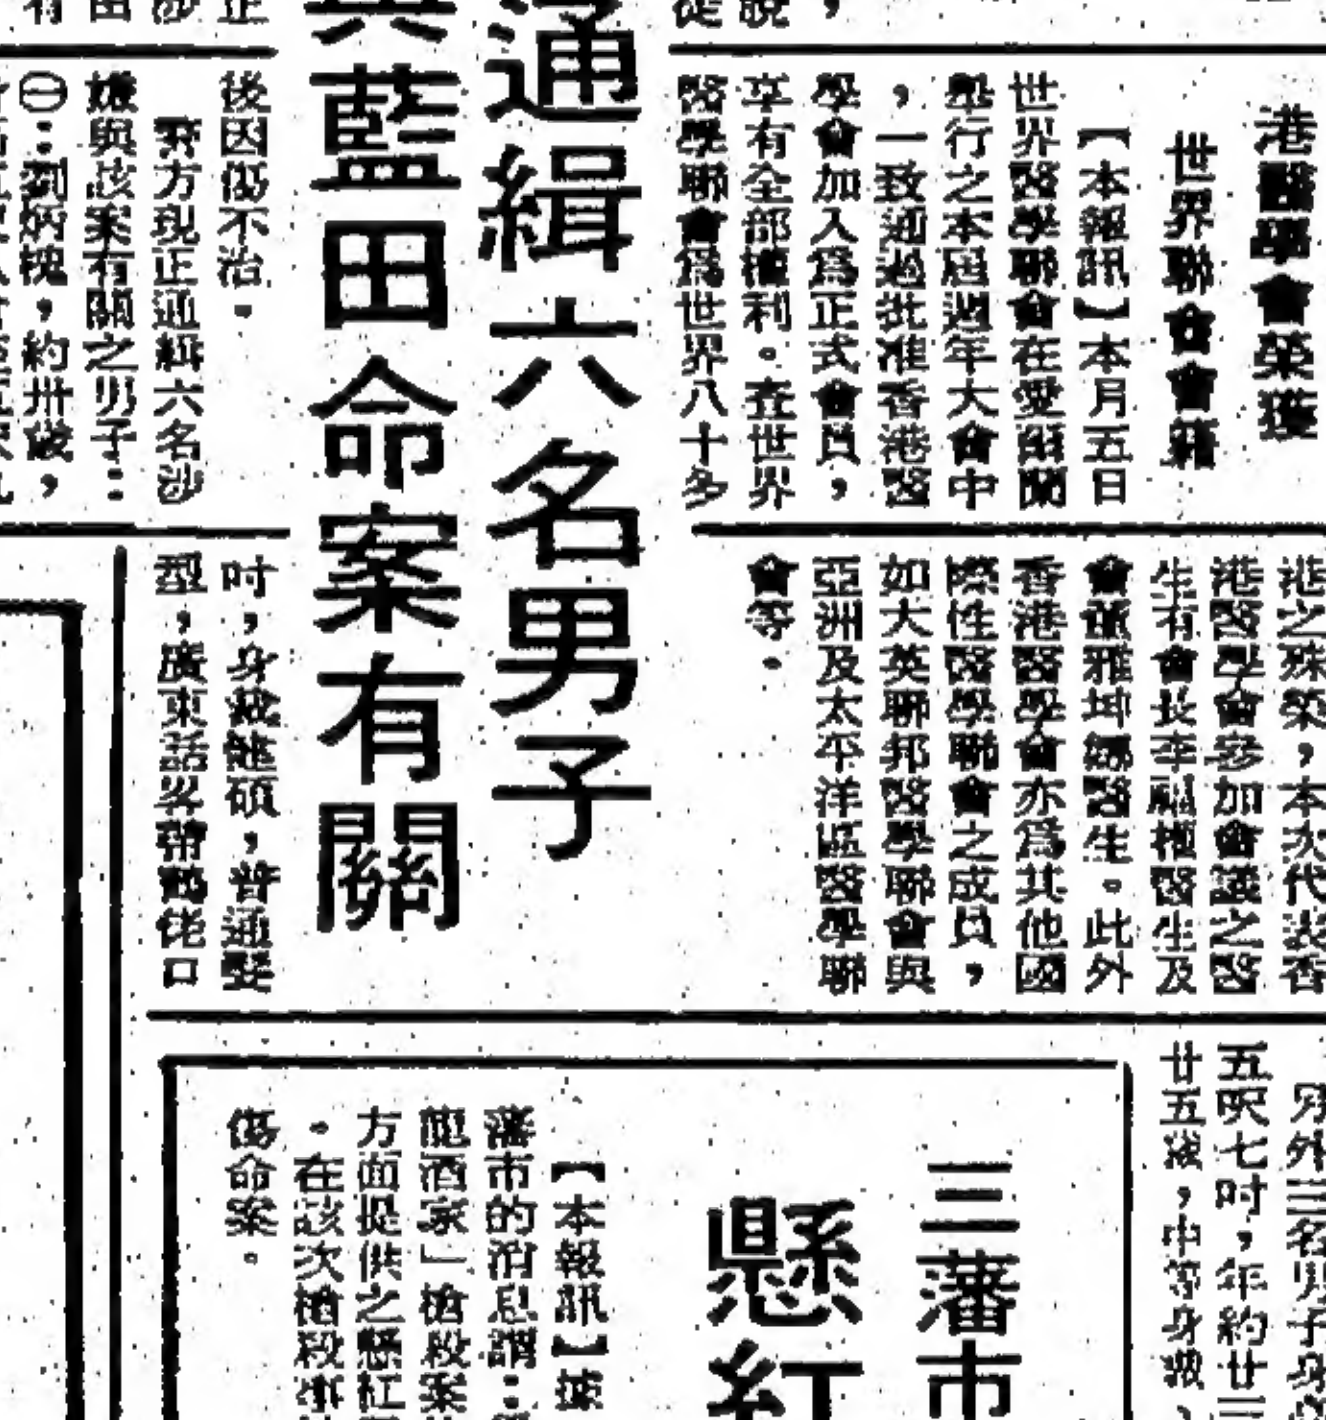 港醫學會榮獲
世界聯合會會籍
【本報訊】本月五日
世界醫學聯會在愛爾蘭
舉行之本屆週年大會中
，一致通過批准香港醫
學會加入為正式會員，
享有全部權利。查世界
醫學聯會為世界八十多
港之殊榮，本次代表香
港醫學會參加會議之醫
生有會長李福權醫生及
會董雅坤醫生。此外
香港醫學會亦為其他國
際性醫學聯會之成員，
如大英聯邦醫學聯會與
亞洲及太平洋區醫學聯
會等。
通緝六名男子
與藍田命案有關
後因傷不治。
警方現正通緝六名沙
嫌與該案有關之男子：
㊀：劉炳槐，約卅歲，
吋，身裁健碩，普通髮
型，廣東話畧帶鶴佬口
另外三名男子身
五呎七吋，年約廿三
廿五歲，中等身裁，
三藩市
懸紅
【本報訊】據
藩市的消息謂：
龍酒家」槍殺案
方面提供之懸紅
。在該次槍殺事
傷命案。